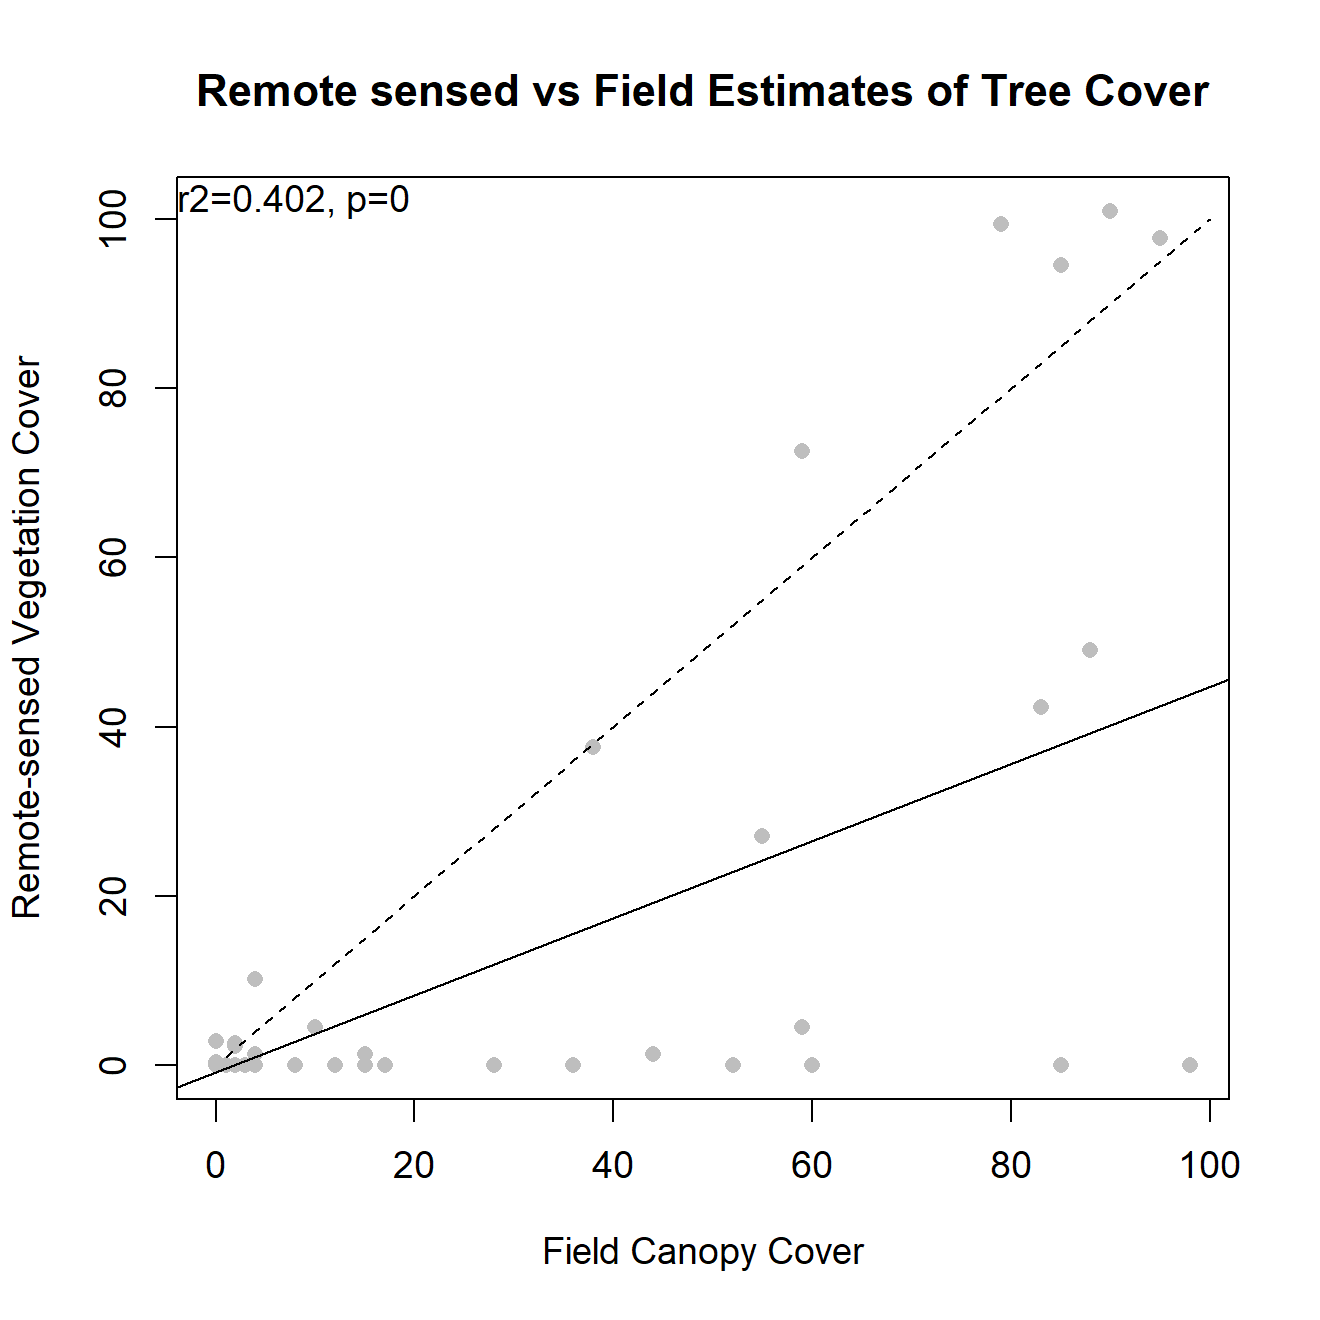 Remote sensed vs Field Estimates of Tree Cover
r2=0.402, p=0
Remote-sensed Vegetation Cover
100
80
60
40
20
0
0 20 40 60 80 100
Field Canopy Cover